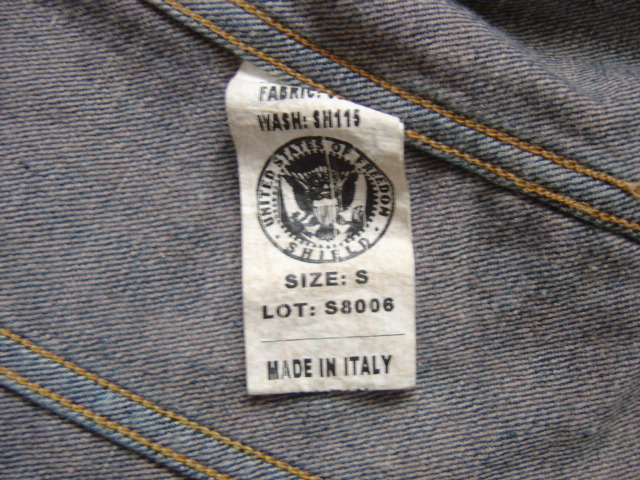 FABRIC:
WASH: SH115
UNITED STATES OF FREEDOM
· SHIELD ·
SIZE: S
LOT: S8006
MADE IN ITALY